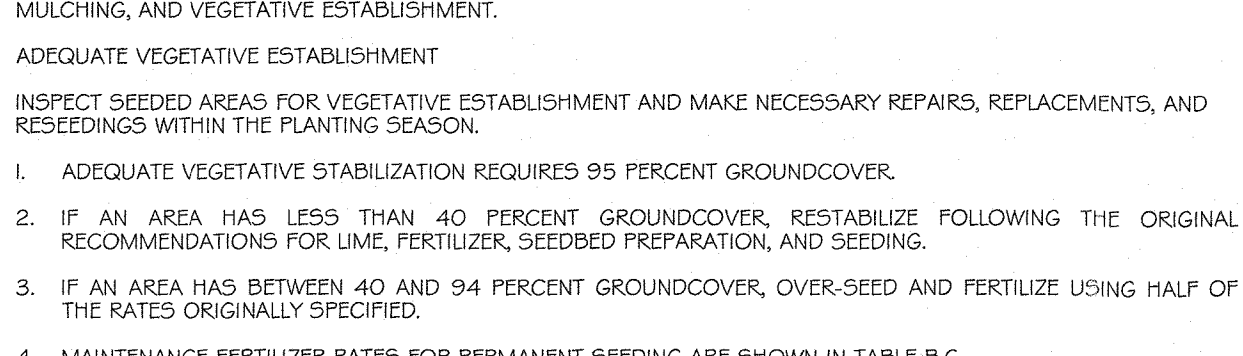 MULCHING, AND VEGETATIVE ESTABLISHMENT.
ADEQUATE VEGETATIVE ESTABLISHMENT
INSPECT SEEDED AREAS FOR VEGETATIVE ESTABLISHMENT AND MAKE NECESSARY REPAIRS, REPLACEMENTS, AND
RESEEDINGS WITHIN THE PLANTING SEASON.
1. ADEQUATE VEGETATIVE STABILIZATION REQUIRES 95 PERCENT GROUNDCOVER.
2. IF AN AREA HAS LESS THAN 40 PERCENT GROUNDCOVER, RESTABILIZE FOLLOWING THE ORIGINAL
RECOMMENDATIONS FOR LIME, FERTILIZER, SEEDBED PREPARATION, AND SEEDING.
3. IF AN AREA HAS BETWEEN 40 AND 94 PERCENT GROUNDCOVER, OVER-SEED AND FERTILIZE USING HALF OF
THE RATES ORIGINALLY SPECIFIED.
4. MAINTENANCE FERTILIZER RATES FOR PERMANENT SEEDING ARE SHOWN IN TABLE